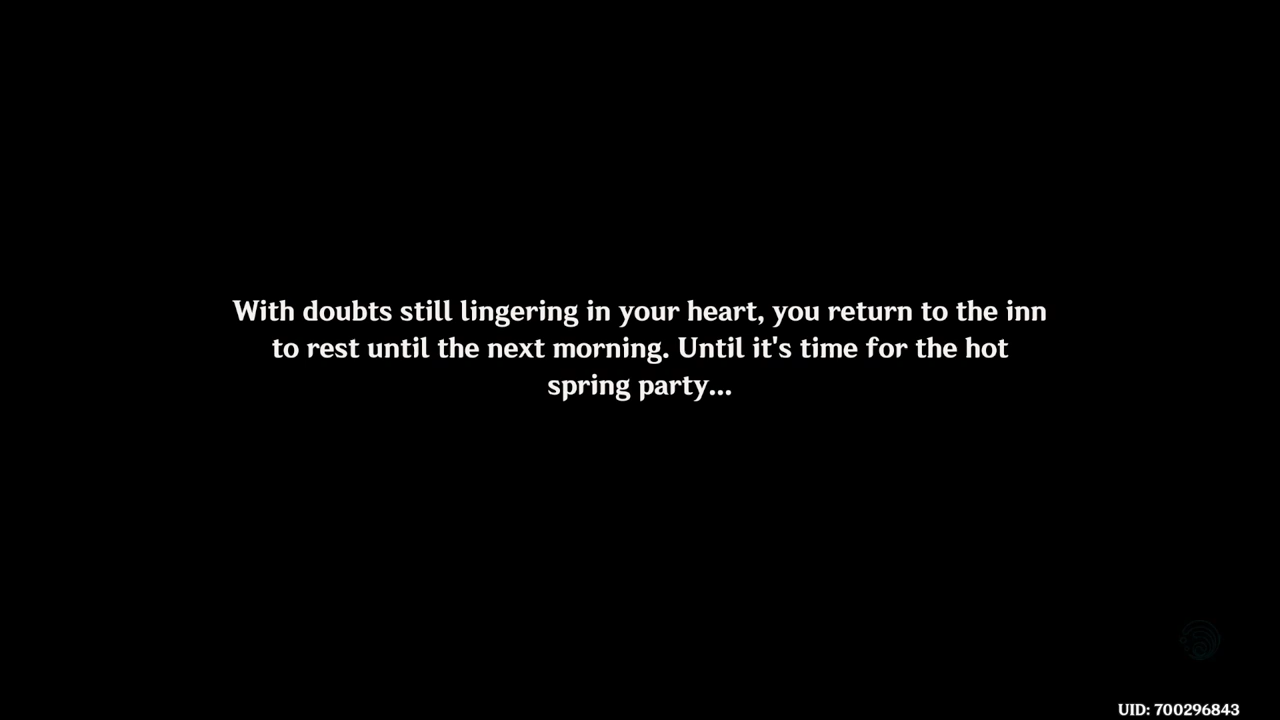 With doubts still lingering in your heart, you return to the inn
to rest until the next morning. Until it's time for the hot
spring party...
UID: 700296843